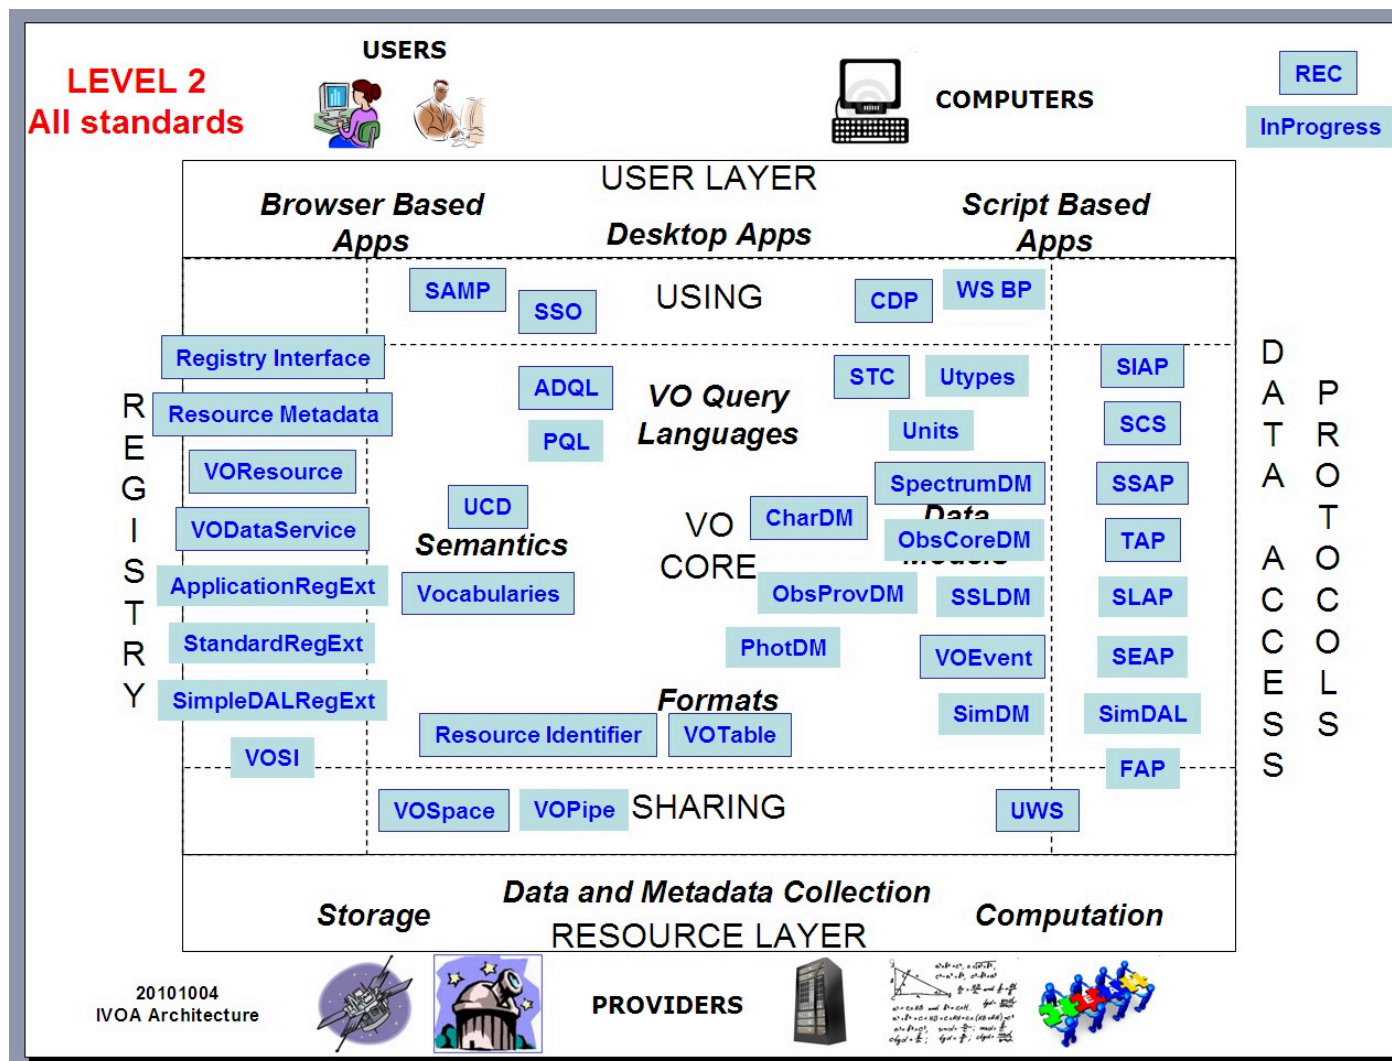 LEVEL 2
All standards
USERS
COMPUTERS
REC
InProgress
USER LAYER
Browser Based
Apps
Desktop Apps
Script Based
Apps
SAMP
SSO
USING
CDP
WS BP
REGISTRY
Registry Interface
Resource Metadata
VOResource
VODataService
ApplicationRegExt
StandardRegExt
SimpleDALRegExt
VOSI
ADQL
PQL
VO Query
Languages
STC
Utypes
Units
UCD
Semantics
Vocabularies
VO
CORE
SpectrumDM
CharDM
Data
ObsCoreDM
Models
ObsProvDM
SSLDM
PhotDM
VOEvent
SimDM
Formats
Resource Identifier
VOTable
SIAP
SCS
SSAP
TAP
SLAP
SEAP
SimDAL
FAP
DATA ACCESS
PROTOCOLS
VOSpace
VOPipe
SHARING
UWS
Storage
Data and Metadata Collection
Computation
RESOURCE LAYER
20101004
IVOA Architecture
PROVIDERS